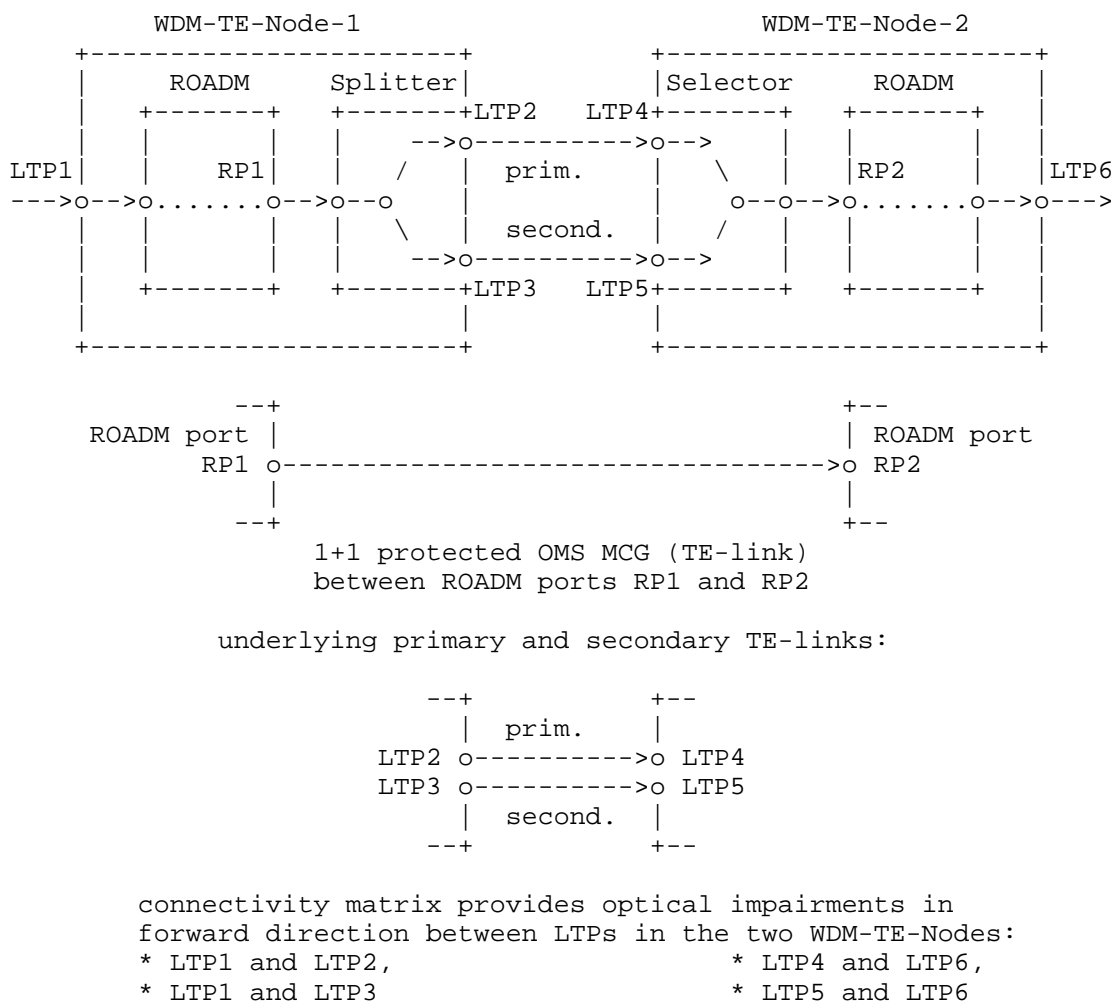 WDM-TE-Node-1 WDM-TE-Node-2
ROADM Splitter Selector ROADM
LTP2 LTP4
LTP1 RP1 prim. RP2 LTP6
second.
LTP3 LTP5
ROADM port ROADM port
RP1 RP2
1+1 protected OMS MCG (TE-link)
between ROADM ports RP1 and RP2
underlying primary and secondary TE-links:
prim.
LTP2 LTP4
LTP3 LTP5
second.
connectivity matrix provides optical impairments in
forward direction between LTPs in the two WDM-TE-Nodes:
* LTP1 and LTP2, * LTP4 and LTP6,
* LTP1 and LTP3 * LTP5 and LTP6